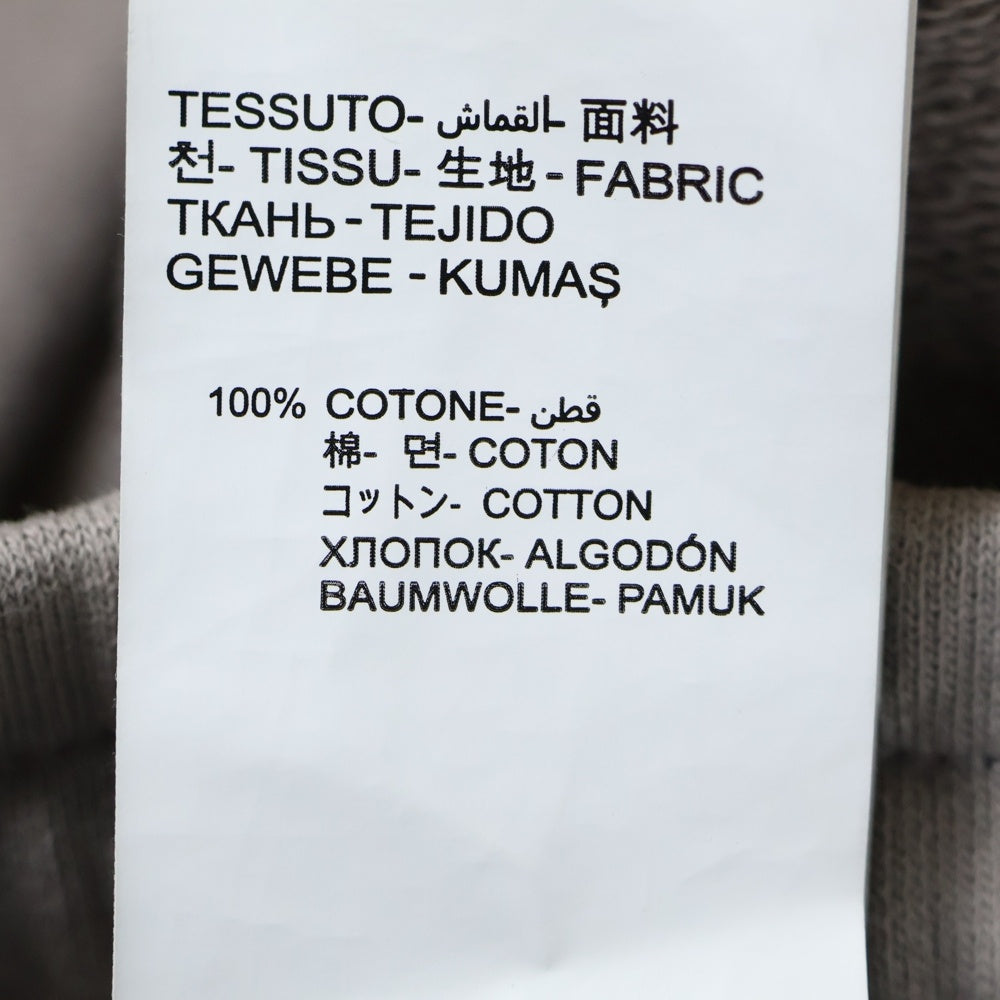 TESSUTO- القماش- 面料
천- TISSU- 生地 - FABRIC
ТКАНЬ - TEJIDO
GEWEBE - KUMAŞ
100% COTONE- قطن
棉- 면- COTON
コットン- COTTON
ХЛОПОК- ALGODÓN
BAUMWOLLE- PAMUK